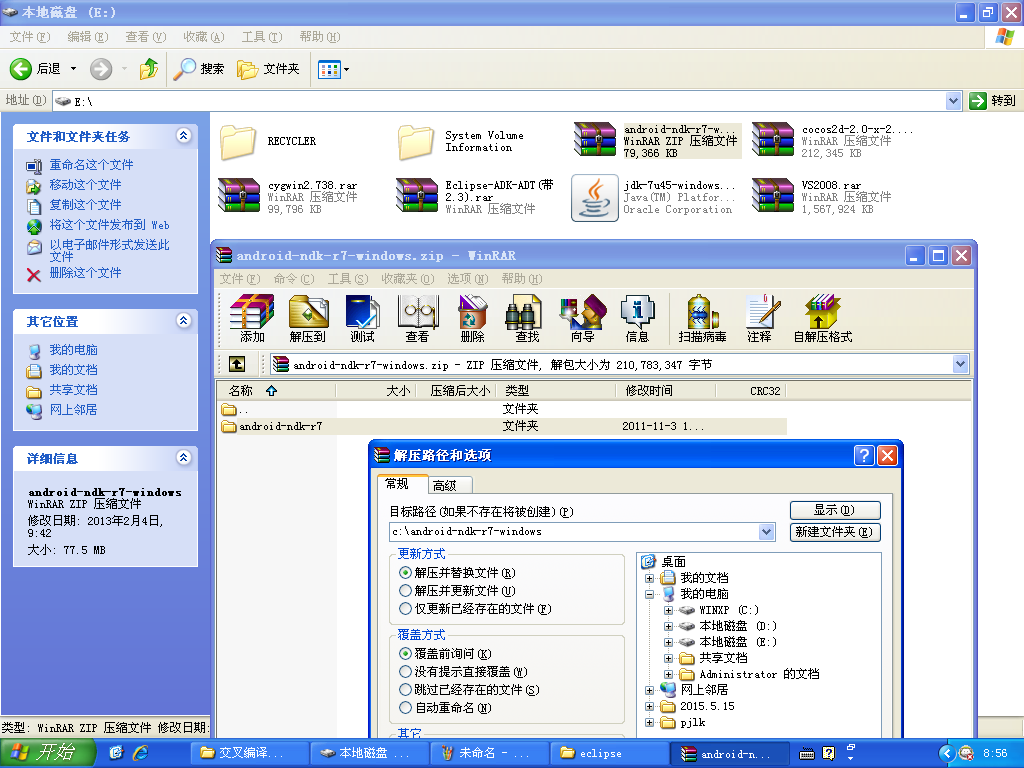 本地磁盘 (E:)
文件(F) 编辑(E) 查看(V) 收藏(A) 工具(T) 帮助(H)
后退 搜索 文件夹
地址(D) E:\ 转到
文件和文件夹任务
重命名这个文件
移动这个文件
复制这个文件
将这个文件发布到 Web
以电子邮件形式发送此
文件
删除这个文件
其它位置
我的电脑
我的文档
共享文档
网上邻居
详细信息
android-ndk-r7-windows
WinRAR ZIP 压缩文件
修改日期: 2013年2月4日,
9:42
大小: 77.5 MB
RECYCLER
System Volume
Information
android-ndk-r7-w...
WinRAR ZIP 压缩文件
79,366 KB
cocos2d-2.0-x-2....
WinRAR 压缩文件
212,345 KB
cygwin2.738.rar
WinRAR 压缩文件
99,796 KB
Eclipse-ADK-ADT(带
2.3).rar
WinRAR 压缩文件
jdk-7u45-windows...
Java(TM) Platfor...
Oracle Corporation
VS2008.rar
WinRAR 压缩文件
1,567,924 KB
android-ndk-r7-windows.zip - WinRAR
文件(F) 命令(C) 工具(S) 收藏夹(O) 选项(N) 帮助(H)
添加 解压到 测试 查看 删除 查找 向导 信息 扫描病毒 注释 自解压格式
android-ndk-r7-windows.zip - ZIP 压缩文件, 解包大小为 210,783,347 字节
名称 大小 压缩后大小 类型 修改时间 CRC32
.. 文件夹
android-ndk-r7 文件夹 2011-11-3 1...
解压路径和选项
常规 高级
目标路径(如果不存在将被创建)(P)
显示(D)
c:\android-ndk-r7-windows
新建文件夹(E)
更新方式
解压并替换文件(R)
解压并更新文件(U)
仅更新已经存在的文件(F)
覆盖方式
覆盖前询问(K)
没有提示直接覆盖(W)
跳过已经存在的文件(S)
自动重命名(N)
其它
桌面
我的文档
我的电脑
WINXP (C:)
本地磁盘 (D:)
本地磁盘 (E:)
共享文档
Administrator 的文档
网上邻居
2015.5.15
pjlk
类型: WinRAR ZIP 压缩文件 修改日期:
开始 交叉编译... 本地磁盘 ... 未命名 - ... eclipse android-n... 8:56